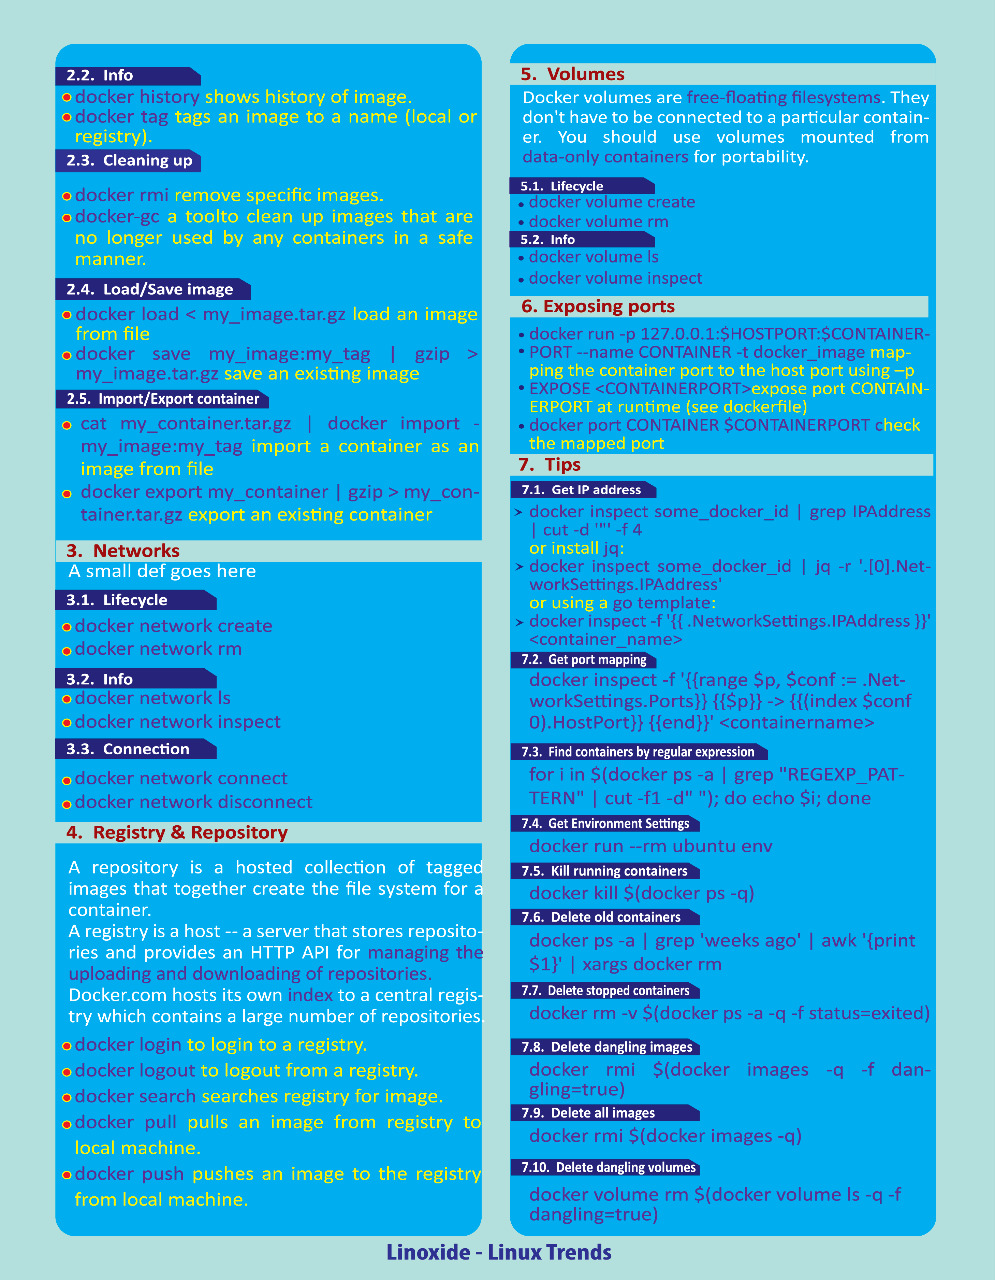 2.2. Info
docker history shows history of image.
docker tag tags an image to a name (local or
registry).
2.3. Cleaning up
docker rmi remove specific images.
docker-gc a toolto clean up images that are
no longer used by any containers in a safe
manner.
2.4. Load/Save image
docker load < my_image.tar.gz load an image
from file
docker save my_image:my_tag | gzip >
my_image.tar.gz save an existing image
2.5. Import/Export container
cat my_container.tar.gz | docker import -
my_image:my_tag import a container as an
image from file
docker export my_container | gzip > my_con-
tainer.tar.gz export an existing container
3. Networks
A small def goes here
3.1. Lifecycle
docker network create
docker network rm
3.2. Info
docker network ls
docker network inspect
3.3. Connection
docker network connect
docker network disconnect
4. Registry & Repository
A repository is a hosted collection of tagged
images that together create the file system for a
container.
A registry is a host -- a server that stores reposito-
ries and provides an HTTP API for managing the
uploading and downloading of repositories.
Docker.com hosts its own index to a central regis-
try which contains a large number of repositories.
docker login to login to a registry.
docker logout to logout from a registry.
docker search searches registry for image.
docker pull pulls an image from registry to
local machine.
docker push pushes an image to the registry
from local machine.
5. Volumes
Docker volumes are free-floating filesystems. They
don't have to be connected to a particular contain-
er. You should use volumes mounted from
data-only containers for portability.
5.1. Lifecycle
• docker volume create
• docker volume rm
5.2. Info
• docker volume ls
• docker volume inspect
6. Exposing ports
• docker run -p 127.0.0.1:$HOSTPORT:$CONTAINER-
• PORT --name CONTAINER -t docker_image map-
ping the container port to the host port using –p
• EXPOSE <CONTAINERPORT>expose port CONTAIN-
ERPORT at runtime (see dockerfile)
• docker port CONTAINER $CONTAINERPORT check
the mapped port
7. Tips
7.1. Get IP address
➢ docker inspect some_docker_id | grep IPAddress
| cut -d '"' -f 4
or install jq:
➢ docker inspect some_docker_id | jq -r '.[0].Net-
workSettings.IPAddress'
or using a go template:
➢ docker inspect -f '{{ .NetworkSettings.IPAddress }}'
<container_name>
7.2. Get port mapping
docker inspect -f '{{range $p, $conf := .Net-
workSettings.Ports}} {{$p}} -> {{(index $conf
0).HostPort}} {{end}}' <containername>
7.3. Find containers by regular expression
for i in $(docker ps -a | grep "REGEXP_PAT-
TERN" | cut -f1 -d" "); do echo $i; done
7.4. Get Environment Settings
docker run --rm ubuntu env
7.5. Kill running containers
docker kill $(docker ps -q)
7.6. Delete old containers
docker ps -a | grep 'weeks ago' | awk '{print
$1}' | xargs docker rm
7.7. Delete stopped containers
docker rm -v $(docker ps -a -q -f status=exited)
7.8. Delete dangling images
docker rmi $(docker images -q -f dan-
gling=true)
7.9. Delete all images
docker rmi $(docker images -q)
7.10. Delete dangling volumes
docker volume rm $(docker volume ls -q -f
dangling=true)
Linoxide - Linux Trends